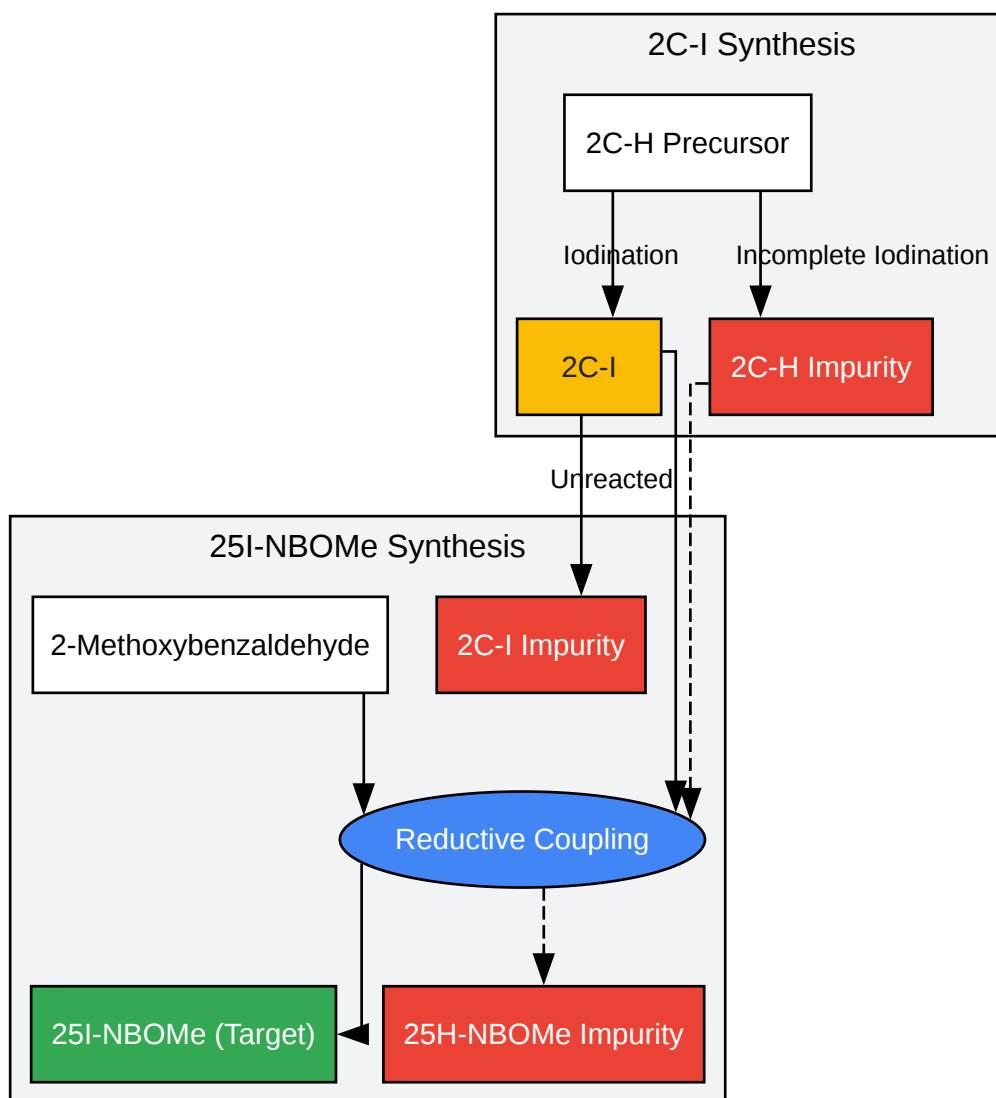 2C-I Synthesis
2C-H Precursor
Iodination
Incomplete Iodination
2C-I
2C-H Impurity
Unreacted
25I-NBOMe Synthesis
2-Methoxybenzaldehyde
2C-I Impurity
Reductive Coupling
25I-NBOMe (Target)
25H-NBOMe Impurity